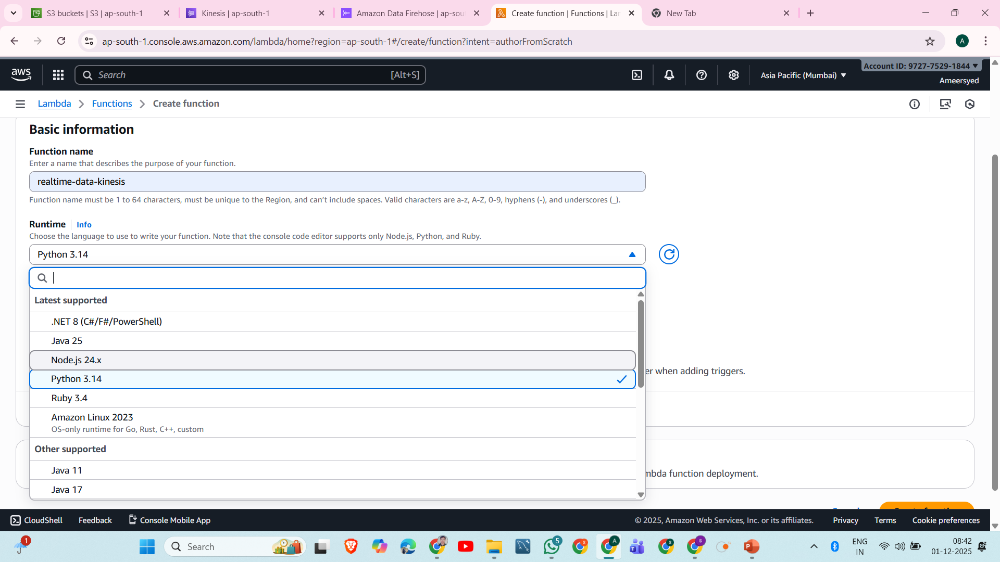 S3 buckets | S3 | ap-south-1
Kinesis | ap-south-1
Amazon Data Firehose | ap-sou
Create function | Functions | Lar
New Tab
ap-south-1.console.aws.amazon.com/lambda/home?region=ap-south-1#/create/function?intent=authorFromScratch
A
aws
Search
[Alt+S]
Asia Pacific (Mumbai)
Account ID: 9727-7529-1844
Ameersyed
Lambda
Functions
Create function
Basic information
Function name
Enter a name that describes the purpose of your function.
realtime-data-kinesis
Function name must be 1 to 64 characters, must be unique to the Region, and can't include spaces. Valid characters are a-z, A-Z, 0-9, hyphens (-), and underscores (_).
Runtime
Info
Choose the language to use to write your function. Note that the console code editor supports only Node.js, Python, and Ruby.
Python 3.14
Latest supported
.NET 8 (C#/F#/PowerShell)
Java 25
Node.js 24.x
er when adding triggers.
Python 3.14
Ruby 3.4
Amazon Linux 2023
OS-only runtime for Go, Rust, C++, custom
Other supported
Java 11
mbda function deployment.
Java 17
CloudShell
Feedback
Console Mobile App
© 2025, Amazon Web Services, Inc. or its affiliates.
Privacy
Terms
Cookie preferences
1
Search
5
ENG
IN
08:42
01-12-2025